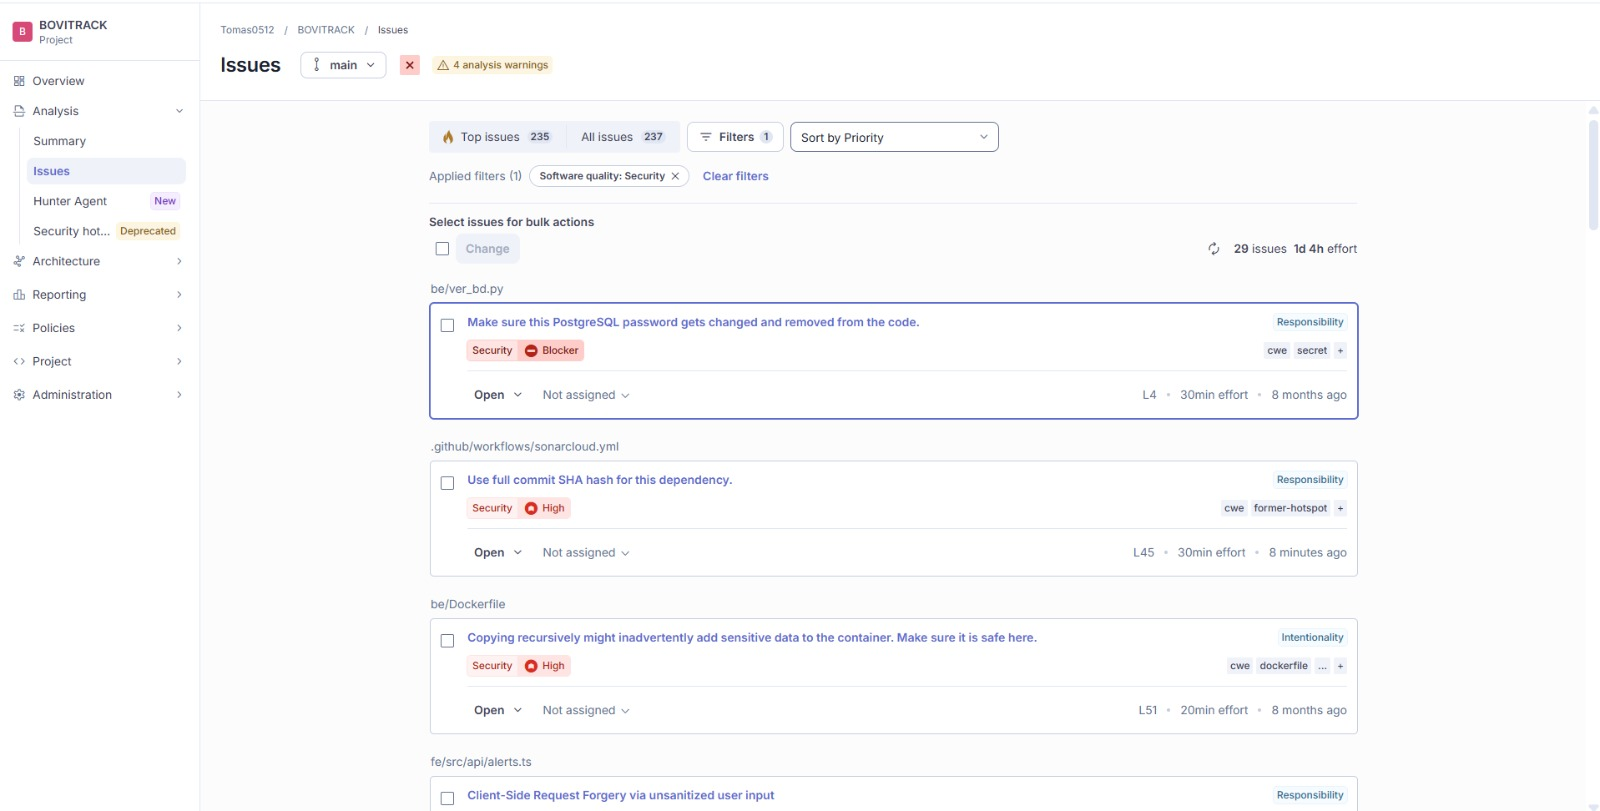 B
BOVITRACK
Project
Overview
Analysis
Summary
Issues
Hunter Agent New
Security hot... Deprecated
Architecture
Reporting
Policies
Project
Administration
Tomas0512 / BOVITRACK / Issues
Issues main 4 analysis warnings
Top issues 235 All issues 237 Filters 1 Sort by Priority
Applied filters (1) Software quality: Security Clear filters
Select issues for bulk actions
Change 29 issues 1d 4h effort
be/ver_bd.py
Make sure this PostgreSQL password gets changed and removed from the code. Responsibility
Security Blocker cwe secret +
Open Not assigned L4 • 30min effort • 8 months ago
.github/workflows/sonarcloud.yml
Use full commit SHA hash for this dependency. Responsibility
Security High cwe former-hotspot +
Open Not assigned L45 • 30min effort • 8 minutes ago
be/Dockerfile
Copying recursively might inadvertently add sensitive data to the container. Make sure it is safe here. Intentionality
Security High cwe dockerfile ... +
Open Not assigned L51 • 20min effort • 8 months ago
fe/src/api/alerts.ts
Client-Side Request Forgery via unsanitized user input Responsibility